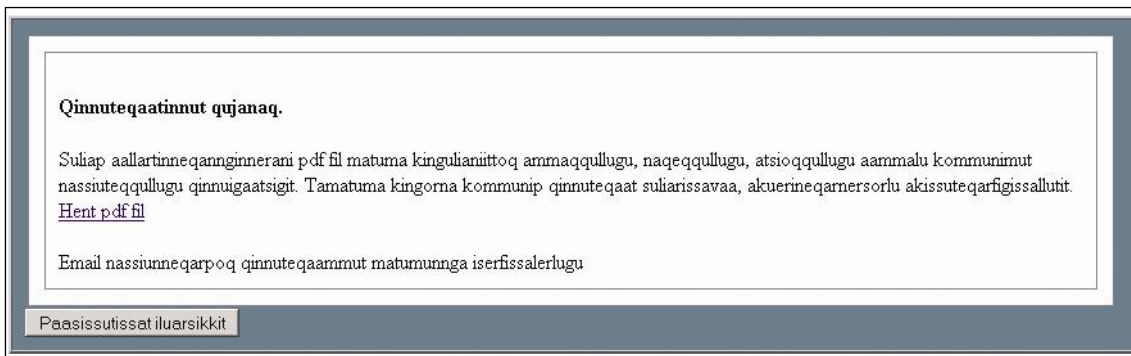 Qinnuteqaatinnut qujanaq.
Suliap aallartinneqannginnerani pdf fil matuma kingulianiittoq ammaqqullugu, naqeqqullugu, atsioqqullugu aammalu kommunimut
nassiuteqqullugu qinnuigaatsigit. Tamatuma kingorna kommunip qinnuteqaat suliarissavaa, akuerineqarnersorlu akissuteqarfigissallutit.
Hent pdf fil
Email nassiunneqarpoq qinnuteqaammut matumunnga iserfissalerlugu
Paasissutissat iluarsikkit